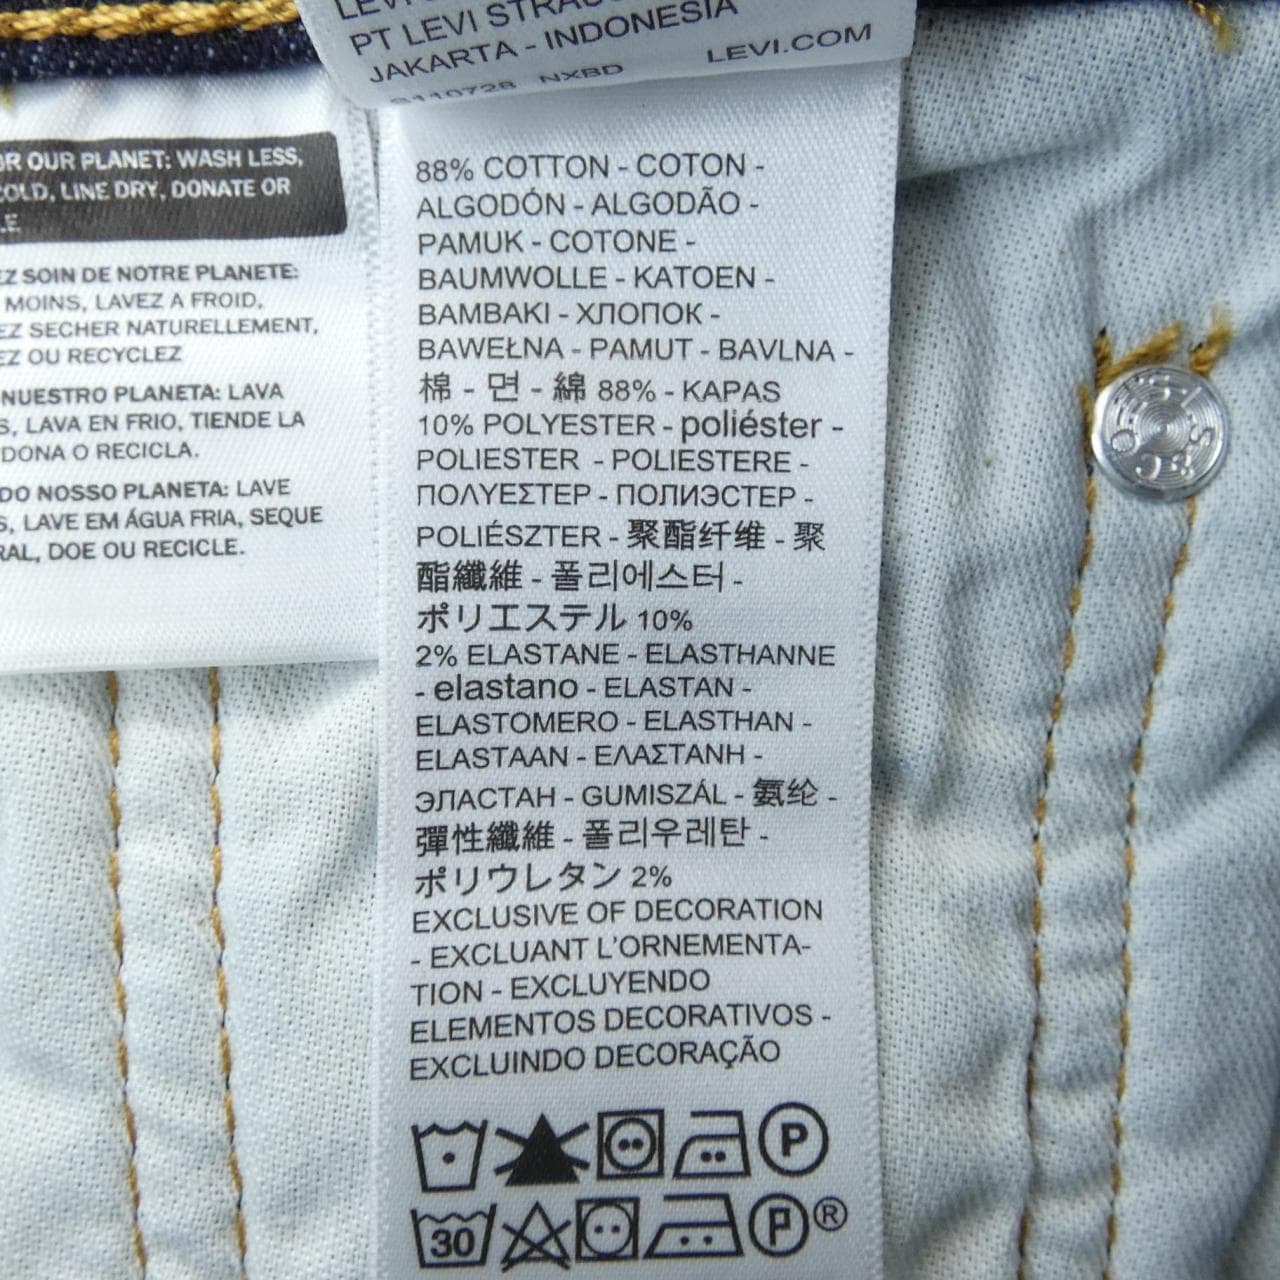 PT LEVI STRAUSS
JAKARTA - INDONESIA
LEVI.COM
S110728 NXBD
OR OUR PLANET: WASH LESS,
COLD, LINE DRY, DONATE OR
EZ SOIN DE NOTRE PLANETE:
MOINS, LAVEZ A FROID,
EZ SECHER NATURELLEMENT,
EZ OU RECYCLEZ
NUESTRO PLANETA: LAVA
S, LAVA EN FRIO, TIENDE LA
DONA O RECICLA.
DO NOSSO PLANETA: LAVE
S, LAVE EM ÁGUA FRIA, SEQUE
RAL, DOE OU RECICLE.
88% COTTON - COTON -
ALGODÓN - ALGODÃO -
PAMUK - COTONE -
BAUMWOLLE - KATOEN -
BAMBAKI - ХЛОПОК -
BAWEŁNA - PAMUT - BAVLNA -
棉 - 면 - 綿 88% - KAPAS
10% POLYESTER - poliéster -
POLIESTER - POLIESTERE -
ΠΟΛΥΕΣΤΕΡ - ПОЛИЭСТЕР -
POLIÉSZTER - 聚酯纤维 - 聚
酯纖維 - 폴리에스터 -
ポリエステル 10%
2% ELASTANE - ELASTHANNE
- elastano - ELASTAN -
ELASTOMERO - ELASTHAN -
ELASTAAN - ΕΛΑΣΤΑΝΗ -
ЭЛАСТАН - GUMISZÁL - 氨纶 -
彈性纖維 - 폴리우레탄 -
ポリウレタン 2%
EXCLUSIVE OF DECORATION
- EXCLUANT L'ORNEMENTA-
TION - EXCLUYENDO
ELEMENTOS DECORATIVOS -
EXCLUINDO DECORAÇÃO
P
30 P ®